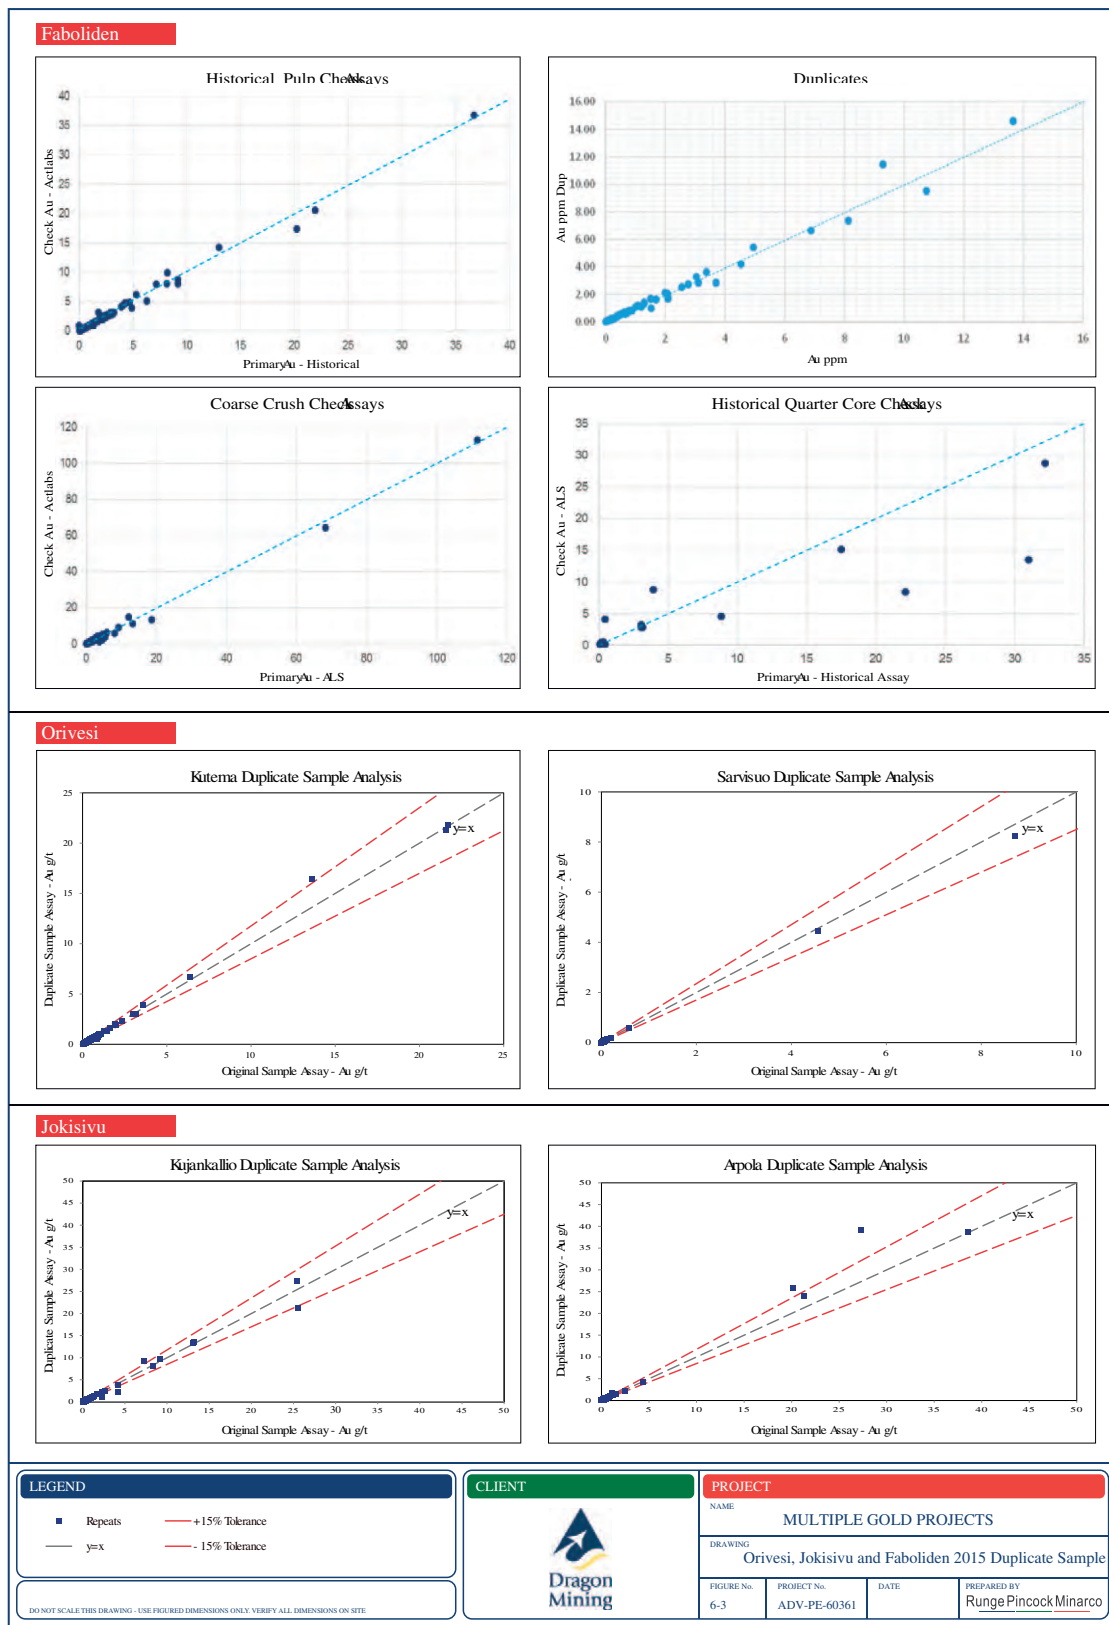 Faboliden
Historical Pulp Check Assays
40
35
30
25
20
15
10
5
0
Check Au - Actlabs
0 5 10 15 20 25 30 35 40
Primary Au - Historical
Duplicates
16.00
14.00
12.00
10.00
8.00
6.00
4.00
2.00
0.00
Au ppm Dup
0 2 4 6 8 10 12 14 16
Au ppm
Coarse Crush Check Assays
120
100
80
60
40
20
0
Check Au - Actlabs
0 20 40 60 80 100 120
Primary Au - ALS
Historical Quarter Core Check Assays
35
30
25
20
15
10
5
0
Check Au - ALS
0 5 10 15 20 25 30 35
Primary Au - Historical Assay
Orivesi
Kutema Duplicate Sample Analysis
25
20
15
10
5
0
Duplicate Sample Assay - Au g/t
y=x
0 5 10 15 20 25
Original Sample Assay - Au g/t
Sarvisuo Duplicate Sample Analysis
10
8
6
4
2
0
Duplicate Sample Assay - Au g/t
y=x
0 2 4 6 8 10
Original Sample Assay - Au g/t
Jokisivu
Kujankallio Duplicate Sample Analysis
50
45
40
35
30
25
20
15
10
5
0
Duplicate Sample Assay - Au g/t
y=x
0 5 10 15 20 25 30 35 40 45 50
Original Sample Assay - Au g/t
Arpola Duplicate Sample Analysis
50
45
40
35
30
25
20
15
10
5
0
Duplicate Sample Assay - Au g/t
y=x
0 5 10 15 20 25 30 35 40 45 50
Original Sample Assay - Au g/t
LEGEND
Repeats +15% Tolerance
y=x - 15% Tolerance
DO NOT SCALE THIS DRAWING - USE FIGURED DIMENSIONS ONLY. VERIFY ALL DIMENSIONS ON SITE
CLIENT
Dragon
Mining
PROJECT
NAME
MULTIPLE GOLD PROJECTS
DRAWING
Orivesi, Jokisivu and Faboliden 2015 Duplicate Sample
FIGURE No. PROJECT No. DATE PREPARED BY
6-3 ADV-PE-60361 RungePincockMinarco